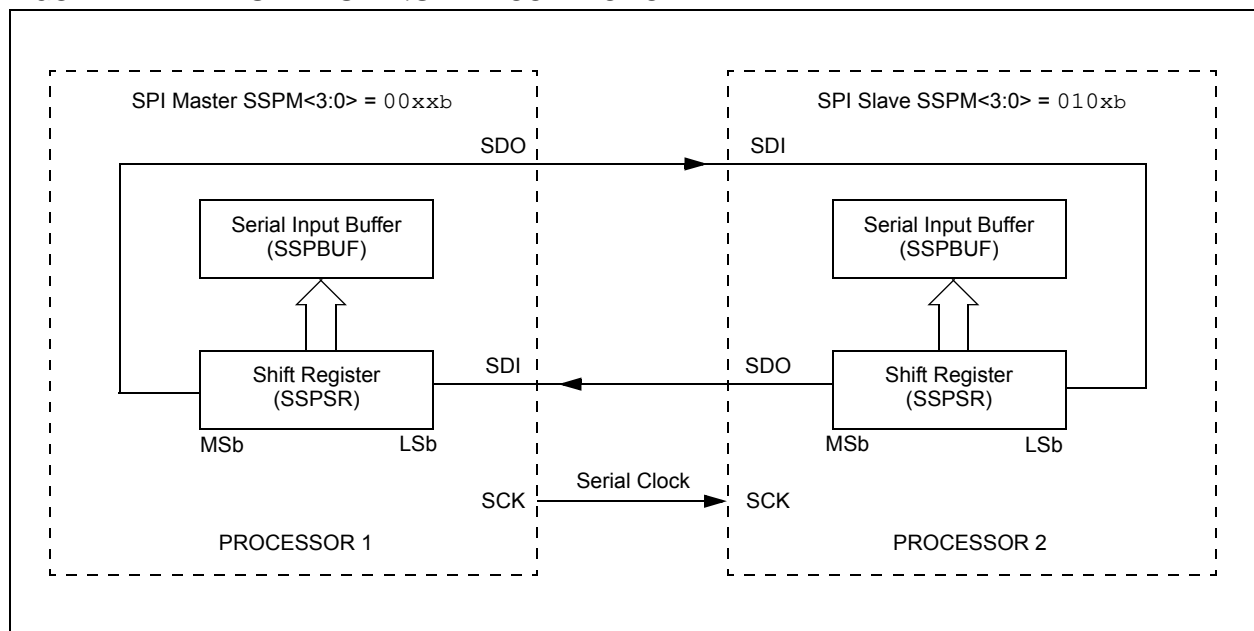 SPI Master SSPM<3:0> = 00xxb
SPI Slave SSPM<3:0> = 010xb
SDO
SDI
Serial Input Buffer
(SSPBUF)
Serial Input Buffer
(SSPBUF)
Shift Register
(SSPSR)
MSb
LSb
SDI
SDO
Shift Register
(SSPSR)
MSb
LSb
Serial Clock
SCK
SCK
PROCESSOR 1
PROCESSOR 2